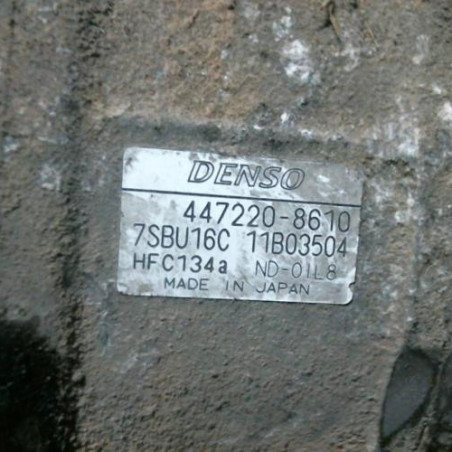 DENSO
447220-8610
7SBU16C 11B03504
HFC134a ND-OIL8
MADE IN JAPAN